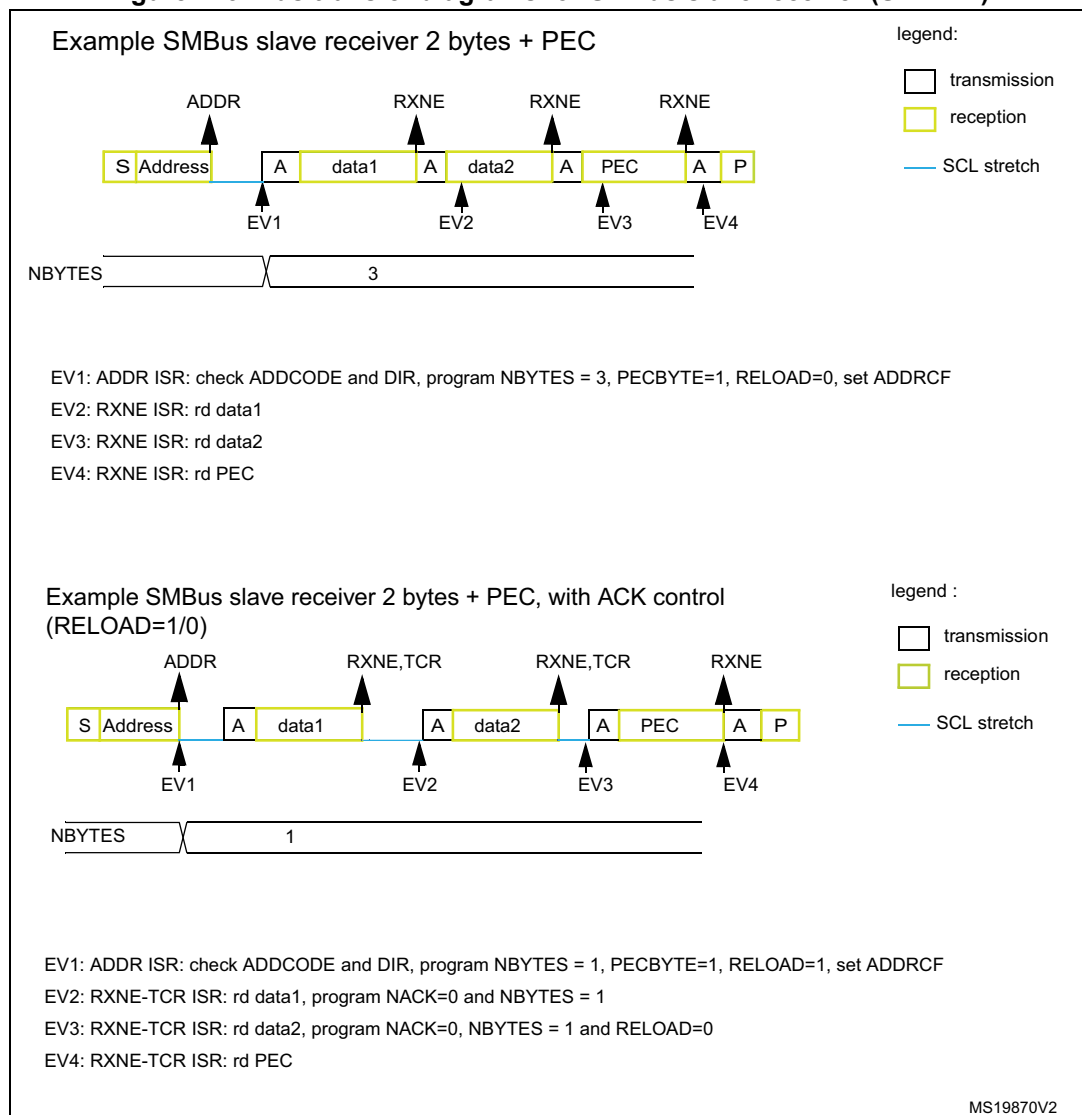 Example SMBus slave receiver 2 bytes + PEC
legend:
transmission
reception
SCL stretch
ADDR RXNE RXNE RXNE
S Address A data1 A data2 A PEC A P
EV1 EV2 EV3 EV4
NBYTES 3
EV1: ADDR ISR: check ADDCODE and DIR, program NBYTES = 3, PECBYTE=1, RELOAD=0, set ADDRCF
EV2: RXNE ISR: rd data1
EV3: RXNE ISR: rd data2
EV4: RXNE ISR: rd PEC
Example SMBus slave receiver 2 bytes + PEC, with ACK control
(RELOAD=1/0)
legend :
transmission
reception
SCL stretch
ADDR RXNE,TCR RXNE,TCR RXNE
S Address A data1 A data2 A PEC A P
EV1 EV2 EV3 EV4
NBYTES 1
EV1: ADDR ISR: check ADDCODE and DIR, program NBYTES = 1, PECBYTE=1, RELOAD=1, set ADDRCF
EV2: RXNE-TCR ISR: rd data1, program NACK=0 and NBYTES = 1
EV3: RXNE-TCR ISR: rd data2, program NACK=0, NBYTES = 1 and RELOAD=0
EV4: RXNE-TCR ISR: rd PEC
MS19870V2